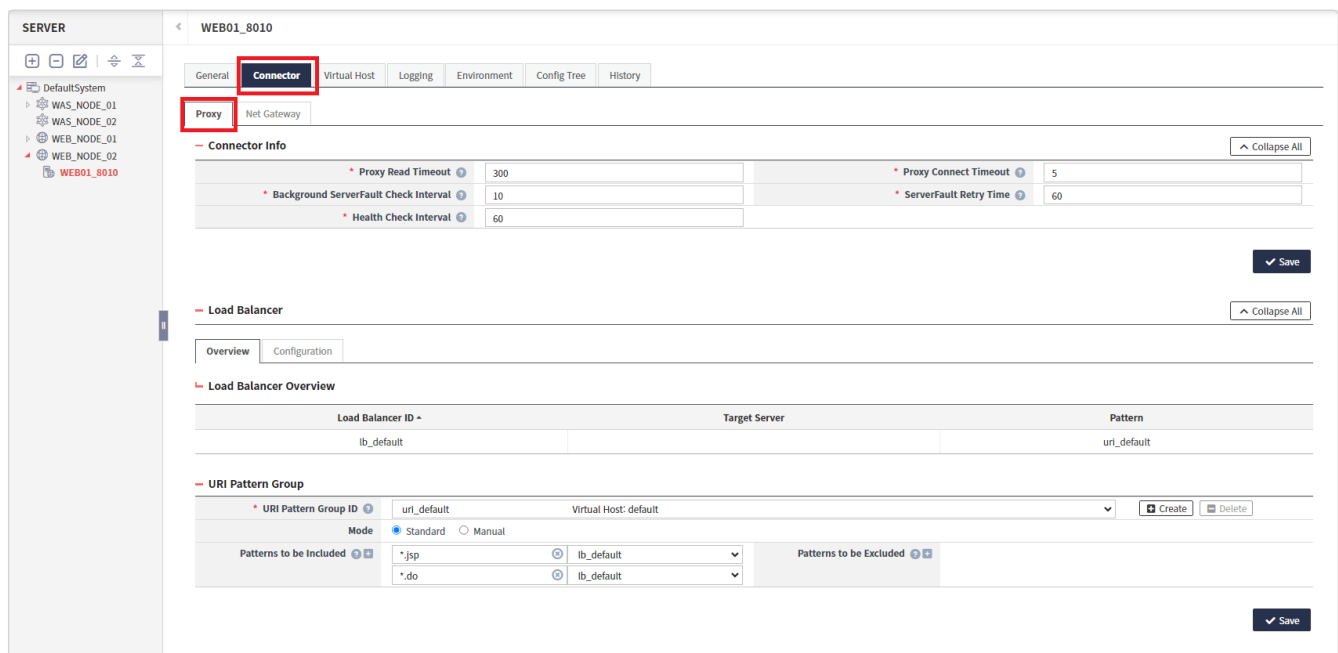 SERVER
WEB01_8010
General
Connector
Virtual Host
Logging
Environment
Config Tree
History
DefaultSystem
WAS_NODE_01
WAS_NODE_02
WEB_NODE_01
WEB_NODE_02
WEB01_8010
Proxy
Net Gateway
Connector Info
Collapse All
* Proxy Read Timeout ? 300
* Proxy Connect Timeout ? 5
* Background ServerFault Check Interval ? 10
* ServerFault Retry Time ? 60
* Health Check Interval ? 60
Save
Load Balancer
Collapse All
Overview
Configuration
Load Balancer Overview
Load Balancer ID
Target Server
Pattern
lb_default
uri_default
URI Pattern Group
* URI Pattern Group ID ? uri_default Virtual Host: default
Create
Delete
Mode Standard Manual
Patterns to be Included ? *.jsp lb_default
Patterns to be Excluded ?
*.do lb_default
Save